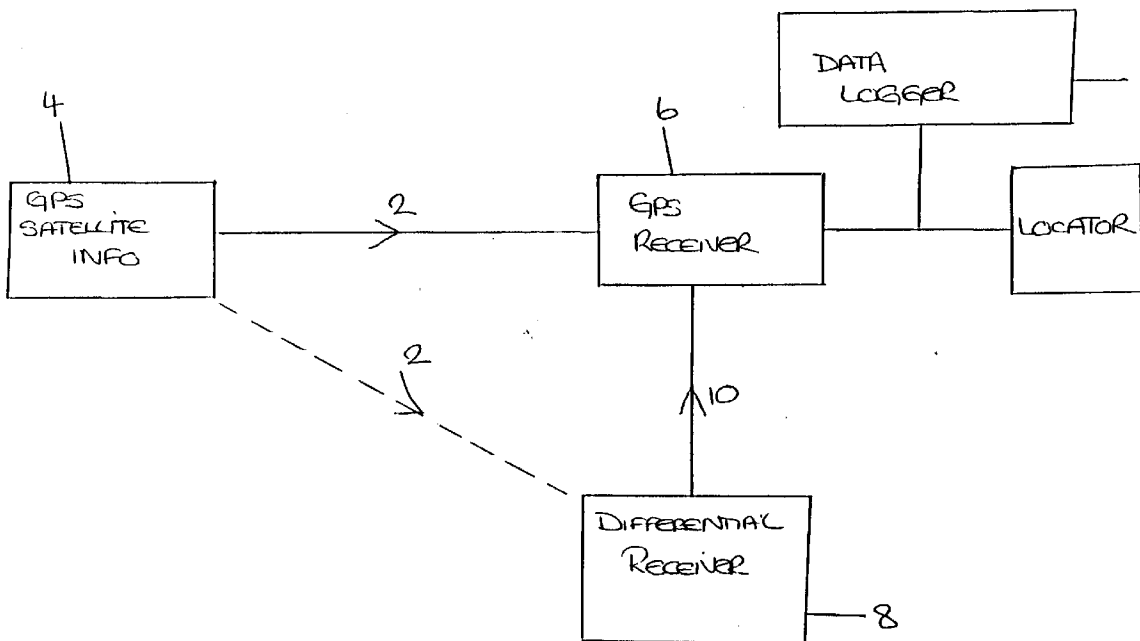 DATA
LOGGER
4
6
GPS
SATELLITE
INFO
2
GPS
RECEIVER
LOCATOR
2
10
DIFFERENTIAL
RECEIVER
8